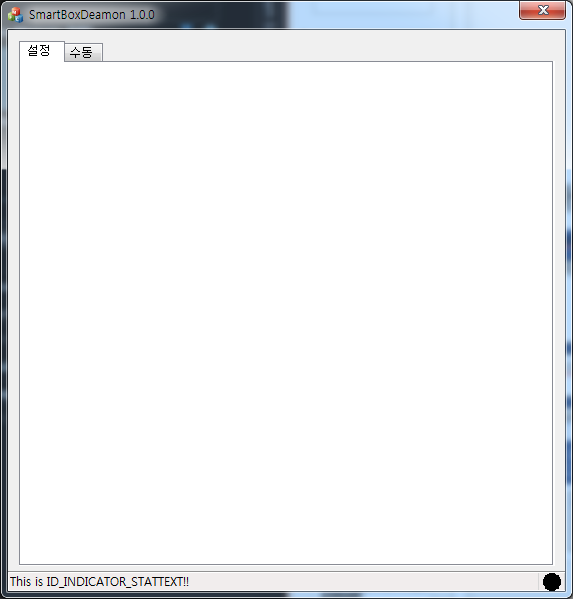 SmartBoxDeamon 1.0.0
설정 수동
This is ID_INDICATOR_STATTEXT!!